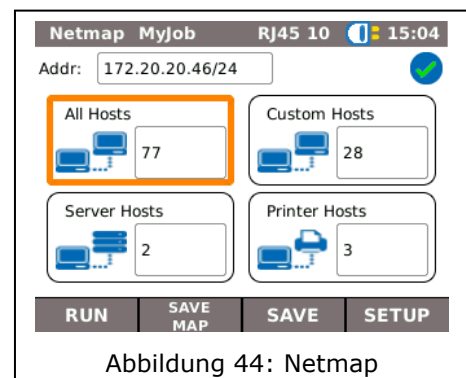 Netmap MyJob RJ45 10 15:04
Addr: 172.20.20.46/24
All Hosts
77
Custom Hosts
28
Server Hosts
2
Printer Hosts
3
RUN SAVE MAP SAVE SETUP
Abbildung 44: Netmap